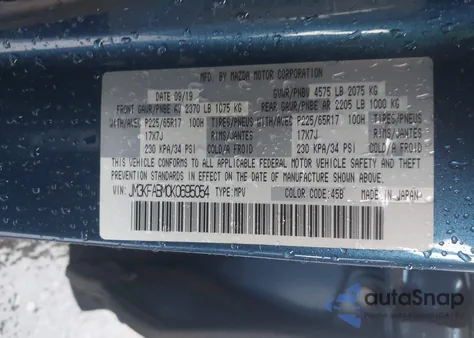 MFD. BY MAZDA MOTOR CORPORATION
DATE 09/19 GVWR/PNBV 4575 LB 2075 KG
FRONT GAWR/PNBE AV 2370 LB 1075 KG REAR GAWR/PNBE AR 2205 LB 1000 KG
WITH/AVEC P225/65R17 100H TIRES/PNEUS WITH/AVEC P225/65R17 100H TIRES/PNEUS
17X7J RIMS/JANTES 17X7J RIMS/JANTES
230 KPA/34 PSI COLD/A FROID 230 KPA/34 PSI COLD/A FROID
THIS VEHICLE CONFORMS TO ALL APPLICABLE FEDERAL MOTOR VEHICLE SAFETY, BUMPER, AND THEFT
PREVENTION STANDARDS IN EFFECT ON THE DATE OF MANUFACTURE SHOWN ABOVE.
VIN: JM3KFABM0K0695054 TYPE: MPV COLOR CODE: 45B MADE IN JAPAN
autoSnap